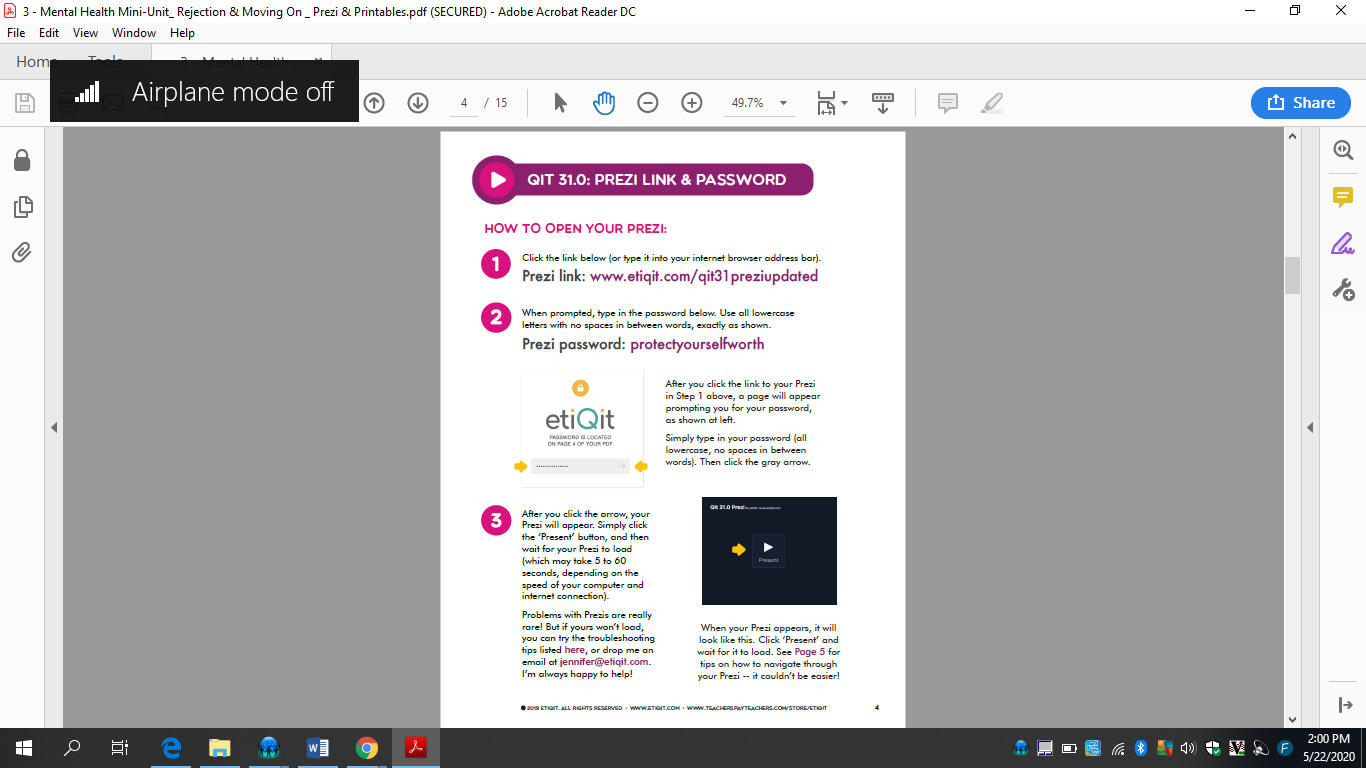 3 - Mental Health Mini-Unit_ Rejection & Moving On _ Prezi & Printables.pdf (SECURED) - Adobe Acrobat Reader DC
File Edit View Window Help
Home Tools 3 - Mental Health ...
Airplane mode off
4 / 15
49.7%
Share
QIT 31.0: PREZI LINK & PASSWORD
HOW TO OPEN YOUR PREZI:
1
Click the link below (or type it into your internet browser address bar).
Prezi link: www.etiqit.com/qit31preziupdated
2
When prompted, type in the password below. Use all lowercase
letters with no spaces in between words, exactly as shown.
Prezi password: protectyourselfworth
etiQit
PASSWORD IS LOCATED
ON PAGE 4 OF YOUR PDF
After you click the link to your Prezi
in Step 1 above, a page will appear
prompting you for your password,
as shown at left.
Simply type in your password (all
lowercase, no spaces in between
words). Then click the gray arrow.
3
After you click the arrow, your
Prezi will appear. Simply click
the ‘Present’ button, and then
wait for your Prezi to load
(which may take 5 to 60
seconds, depending on the
speed of your computer and
internet connection).
Problems with Prezis are really
rare! But if yours won’t load,
you can try the troubleshooting
tips listed here, or drop me an
email at jennifer@etiqit.com.
I’m always happy to help!
Qit 31.0 Prezi
Present
When your Prezi appears, it will
look like this. Click ‘Present’ and
wait for it to load. See Page 5 for
tips on how to navigate through
your Prezi -- it couldn’t be easier!
© 2019 ETIQIT. ALL RIGHTS RESERVED • WWW.ETIQIT.COM • WWW.TEACHERSPAYTEACHERS.COM/STORE/ETIQIT
4
2:00 PM
5/22/2020